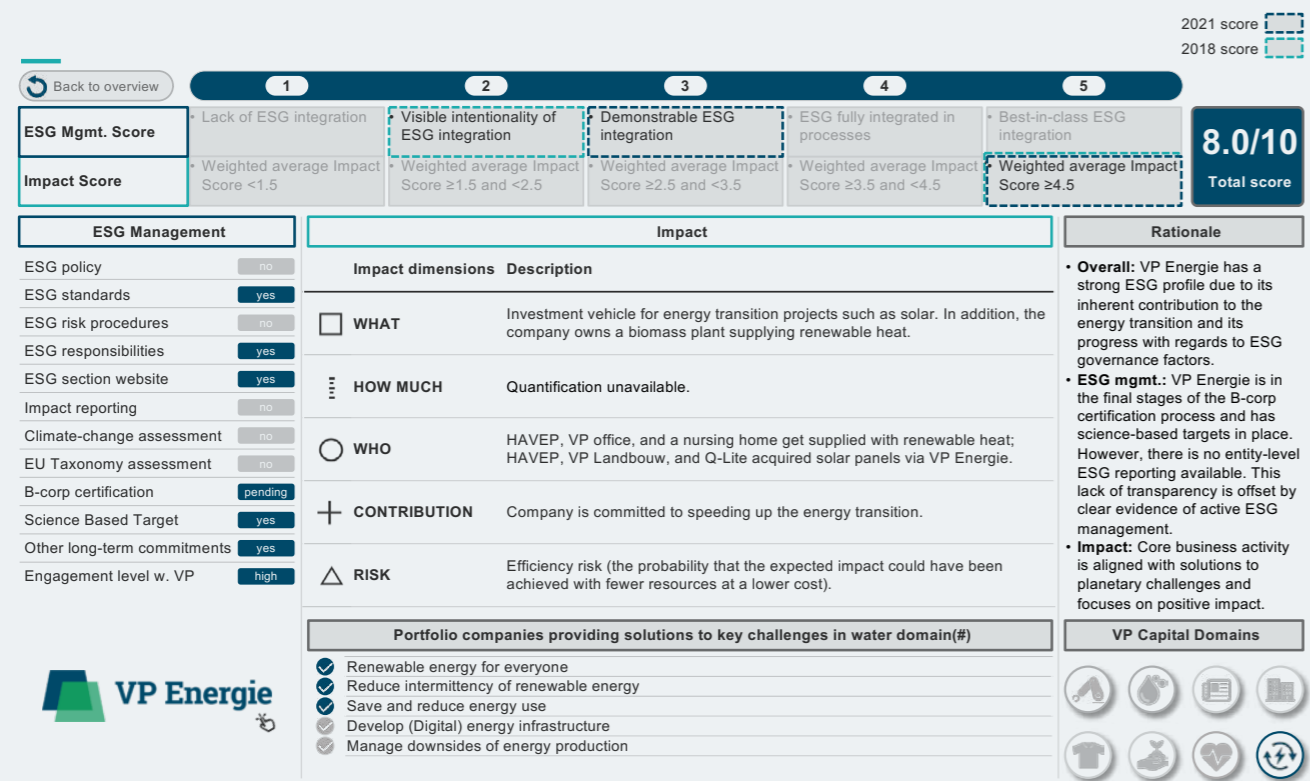 2021 score
2018 score
Back to overview
1
2
3
4
5
ESG Mgmt. Score
• Lack of ESG integration
• Visible intentionality of
ESG integration
• Demonstrable ESG
integration
• ESG fully integrated in
processes
• Best-in-class ESG
integration
Impact Score
• Weighted average Impact
Score <1.5
• Weighted average Impact
Score ≥1.5 and <2.5
• Weighted average Impact
Score ≥2.5 and <3.5
• Weighted average Impact
Score ≥3.5 and <4.5
• Weighted average Impact
Score ≥4.5
8.0/10
Total score
ESG Management
ESG policy no
ESG standards yes
ESG risk procedures no
ESG responsibilities yes
ESG section website yes
Impact reporting no
Climate-change assessment no
EU Taxonomy assessment no
B-corp certification pending
Science Based Target yes
Other long-term commitments yes
Engagement level w. VP high
VP Energie
Impact
Impact dimensions Description
WHAT
Investment vehicle for energy transition projects such as solar. In addition, the
company owns a biomass plant supplying renewable heat.
HOW MUCH
Quantification unavailable.
WHO
HAVEP, VP office, and a nursing home get supplied with renewable heat;
HAVEP, VP Landbouw, and Q-Lite acquired solar panels via VP Energie.
CONTRIBUTION
Company is committed to speeding up the energy transition.
RISK
Efficiency risk (the probability that the expected impact could have been
achieved with fewer resources at a lower cost).
Portfolio companies providing solutions to key challenges in water domain(#)
Renewable energy for everyone
Reduce intermittency of renewable energy
Save and reduce energy use
Develop (Digital) energy infrastructure
Manage downsides of energy production
Rationale
• Overall: VP Energie has a
strong ESG profile due to its
inherent contribution to the
energy transition and its
progress with regards to ESG
governance factors.
• ESG mgmt.: VP Energie is in
the final stages of the B-corp
certification process and has
science-based targets in place.
However, there is no entity-level
ESG reporting available. This
lack of transparency is offset by
clear evidence of active ESG
management.
• Impact: Core business activity
is aligned with solutions to
planetary challenges and
focuses on positive impact.
VP Capital Domains